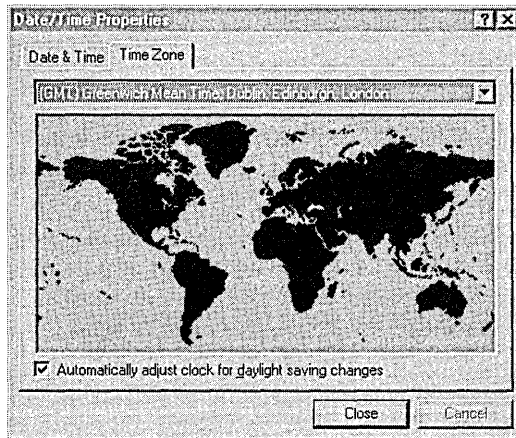 Date/Time Properties
Date & Time
Time Zone
(GMT) Greenwich Mean Time; Dublin, Edinburgh, London
Automatically adjust clock for daylight saving changes
Close
Cancel